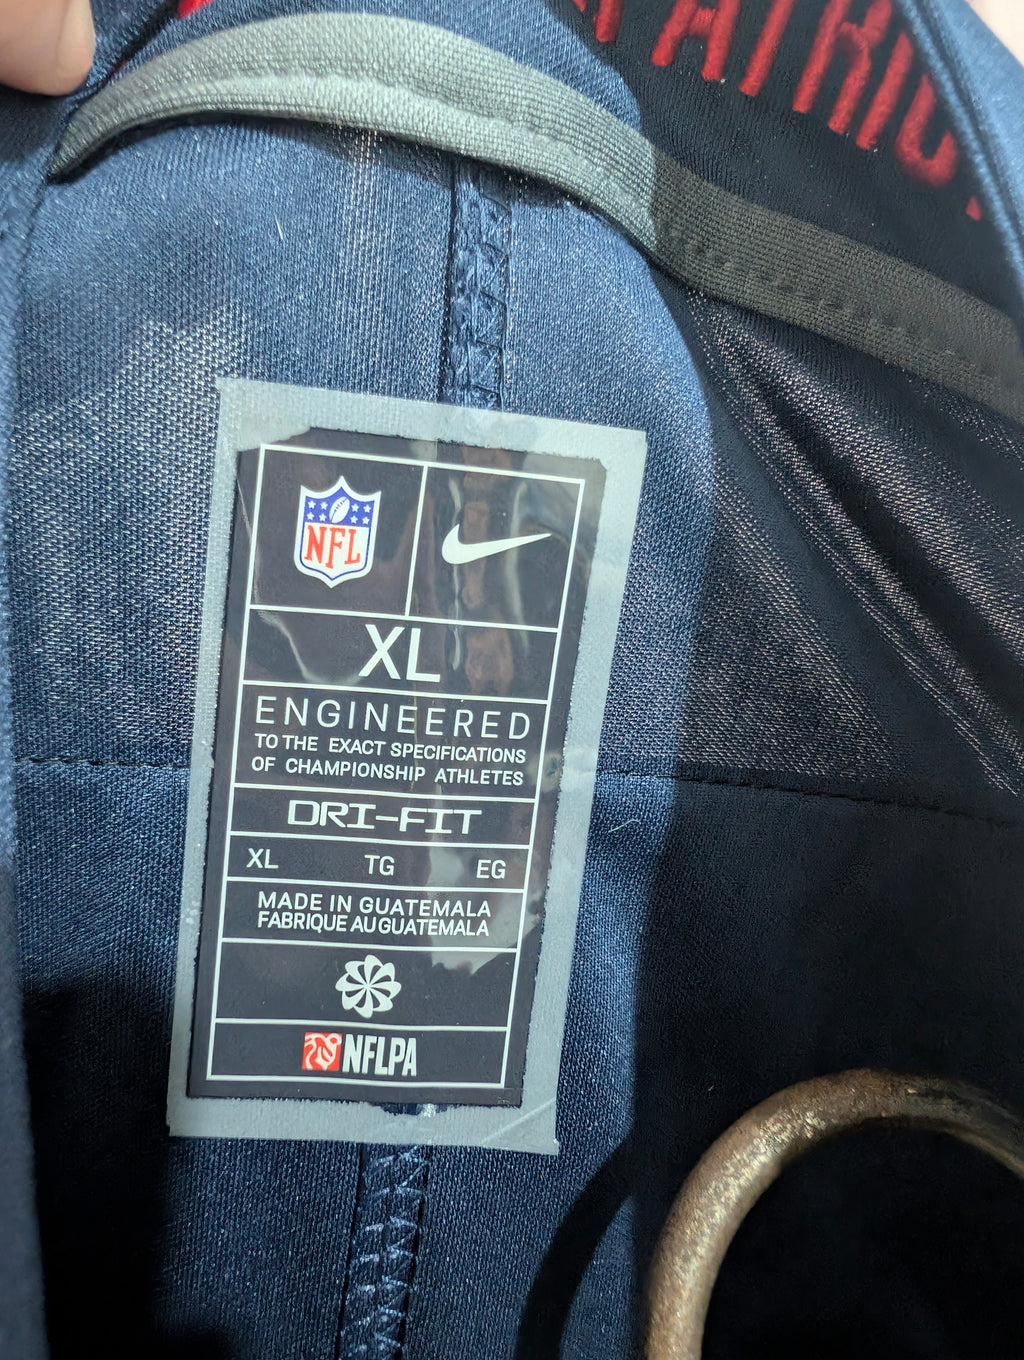 PATRIO
NFL
XL
ENGINEERED
TO THE EXACT SPECIFICATIONS
OF CHAMPIONSHIP ATHLETES
DRI-FIT
XL TG EG
MADE IN GUATEMALA
FABRIQUE AU GUATEMALA
NFLPA